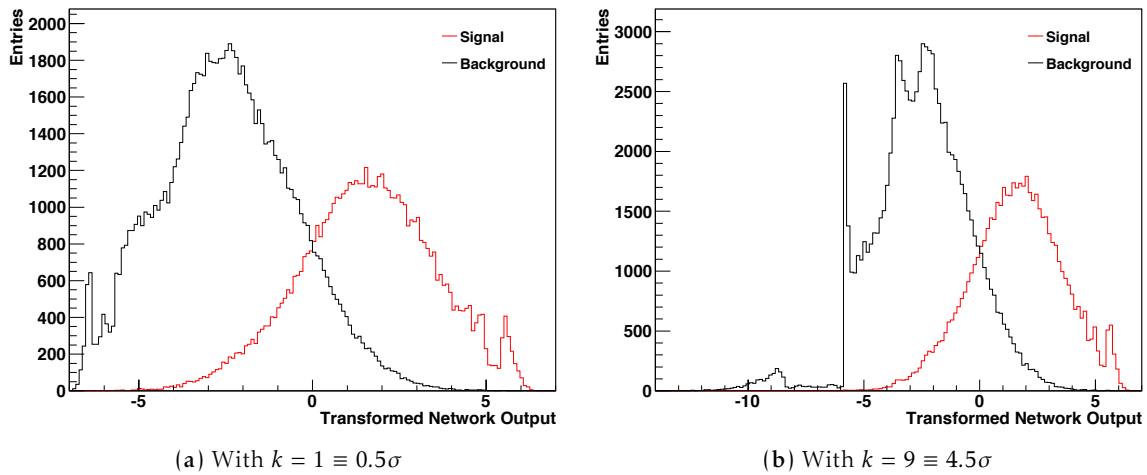 Entries
2000
1800
1600
1400
1200
1000
800
600
400
200
0
Signal
Background
-5
0
5
Transformed Network Output
(a) With k = 1 ≡ 0.5σ
Entries
3000
2500
2000
1500
1000
500
0
Signal
Background
-10
-5
0
5
Transformed Network Output
(b) With k = 9 ≡ 4.5σ